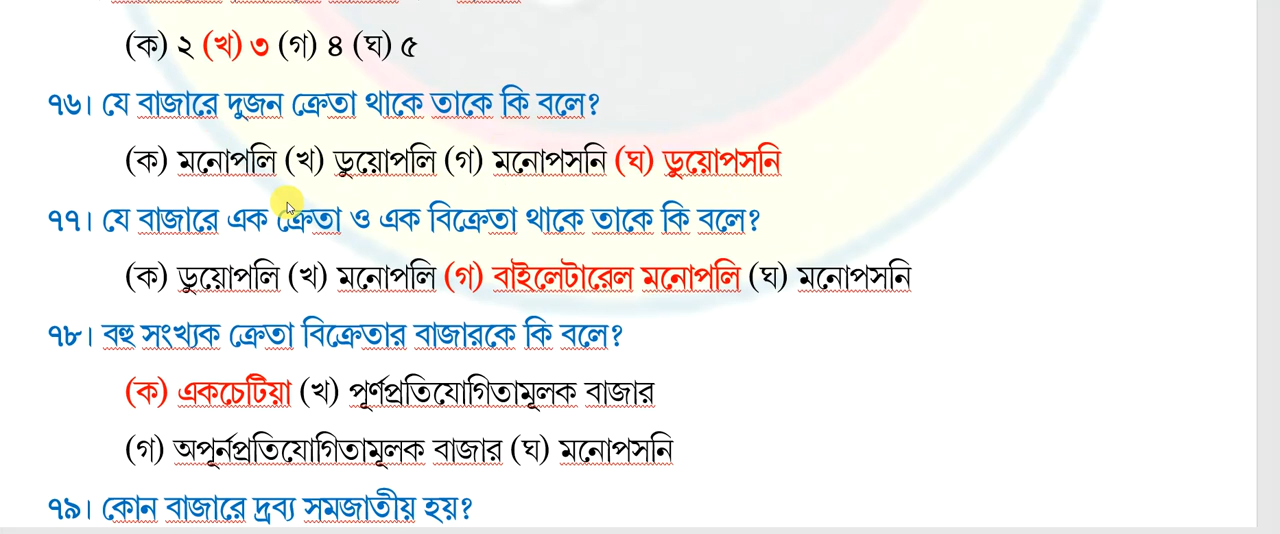 (ক) ২ (খ) ৩ (গ) ৪ (ঘ) ৫
৭৬। যে বাজারে দুজন ক্রেতা থাকে তাকে কি বলে?
(ক) মনোপলি (খ) ডুয়োপলি (গ) মনোপসনি (ঘ) ডুয়োপসনি
৭৭। যে বাজারে এক ক্রেতা ও এক বিক্রেতা থাকে তাকে কি বলে?
(ক) ডুয়োপলি (খ) মনোপলি (গ) বাইলেটারেল মনোপলি (ঘ) মনোপসনি
৭৮। বহু সংখ্যক ক্রেতা বিক্রেতার বাজারকে কি বলে?
(ক) একচেটিয়া (খ) পূর্ণপ্রতিযোগিতামূলক বাজার
(গ) অপূর্নপ্রতিযোগিতামূলক বাজার (ঘ) মনোপসনি
৭৯। কোন বাজারে দ্রব্য সমজাতীয় হয়?